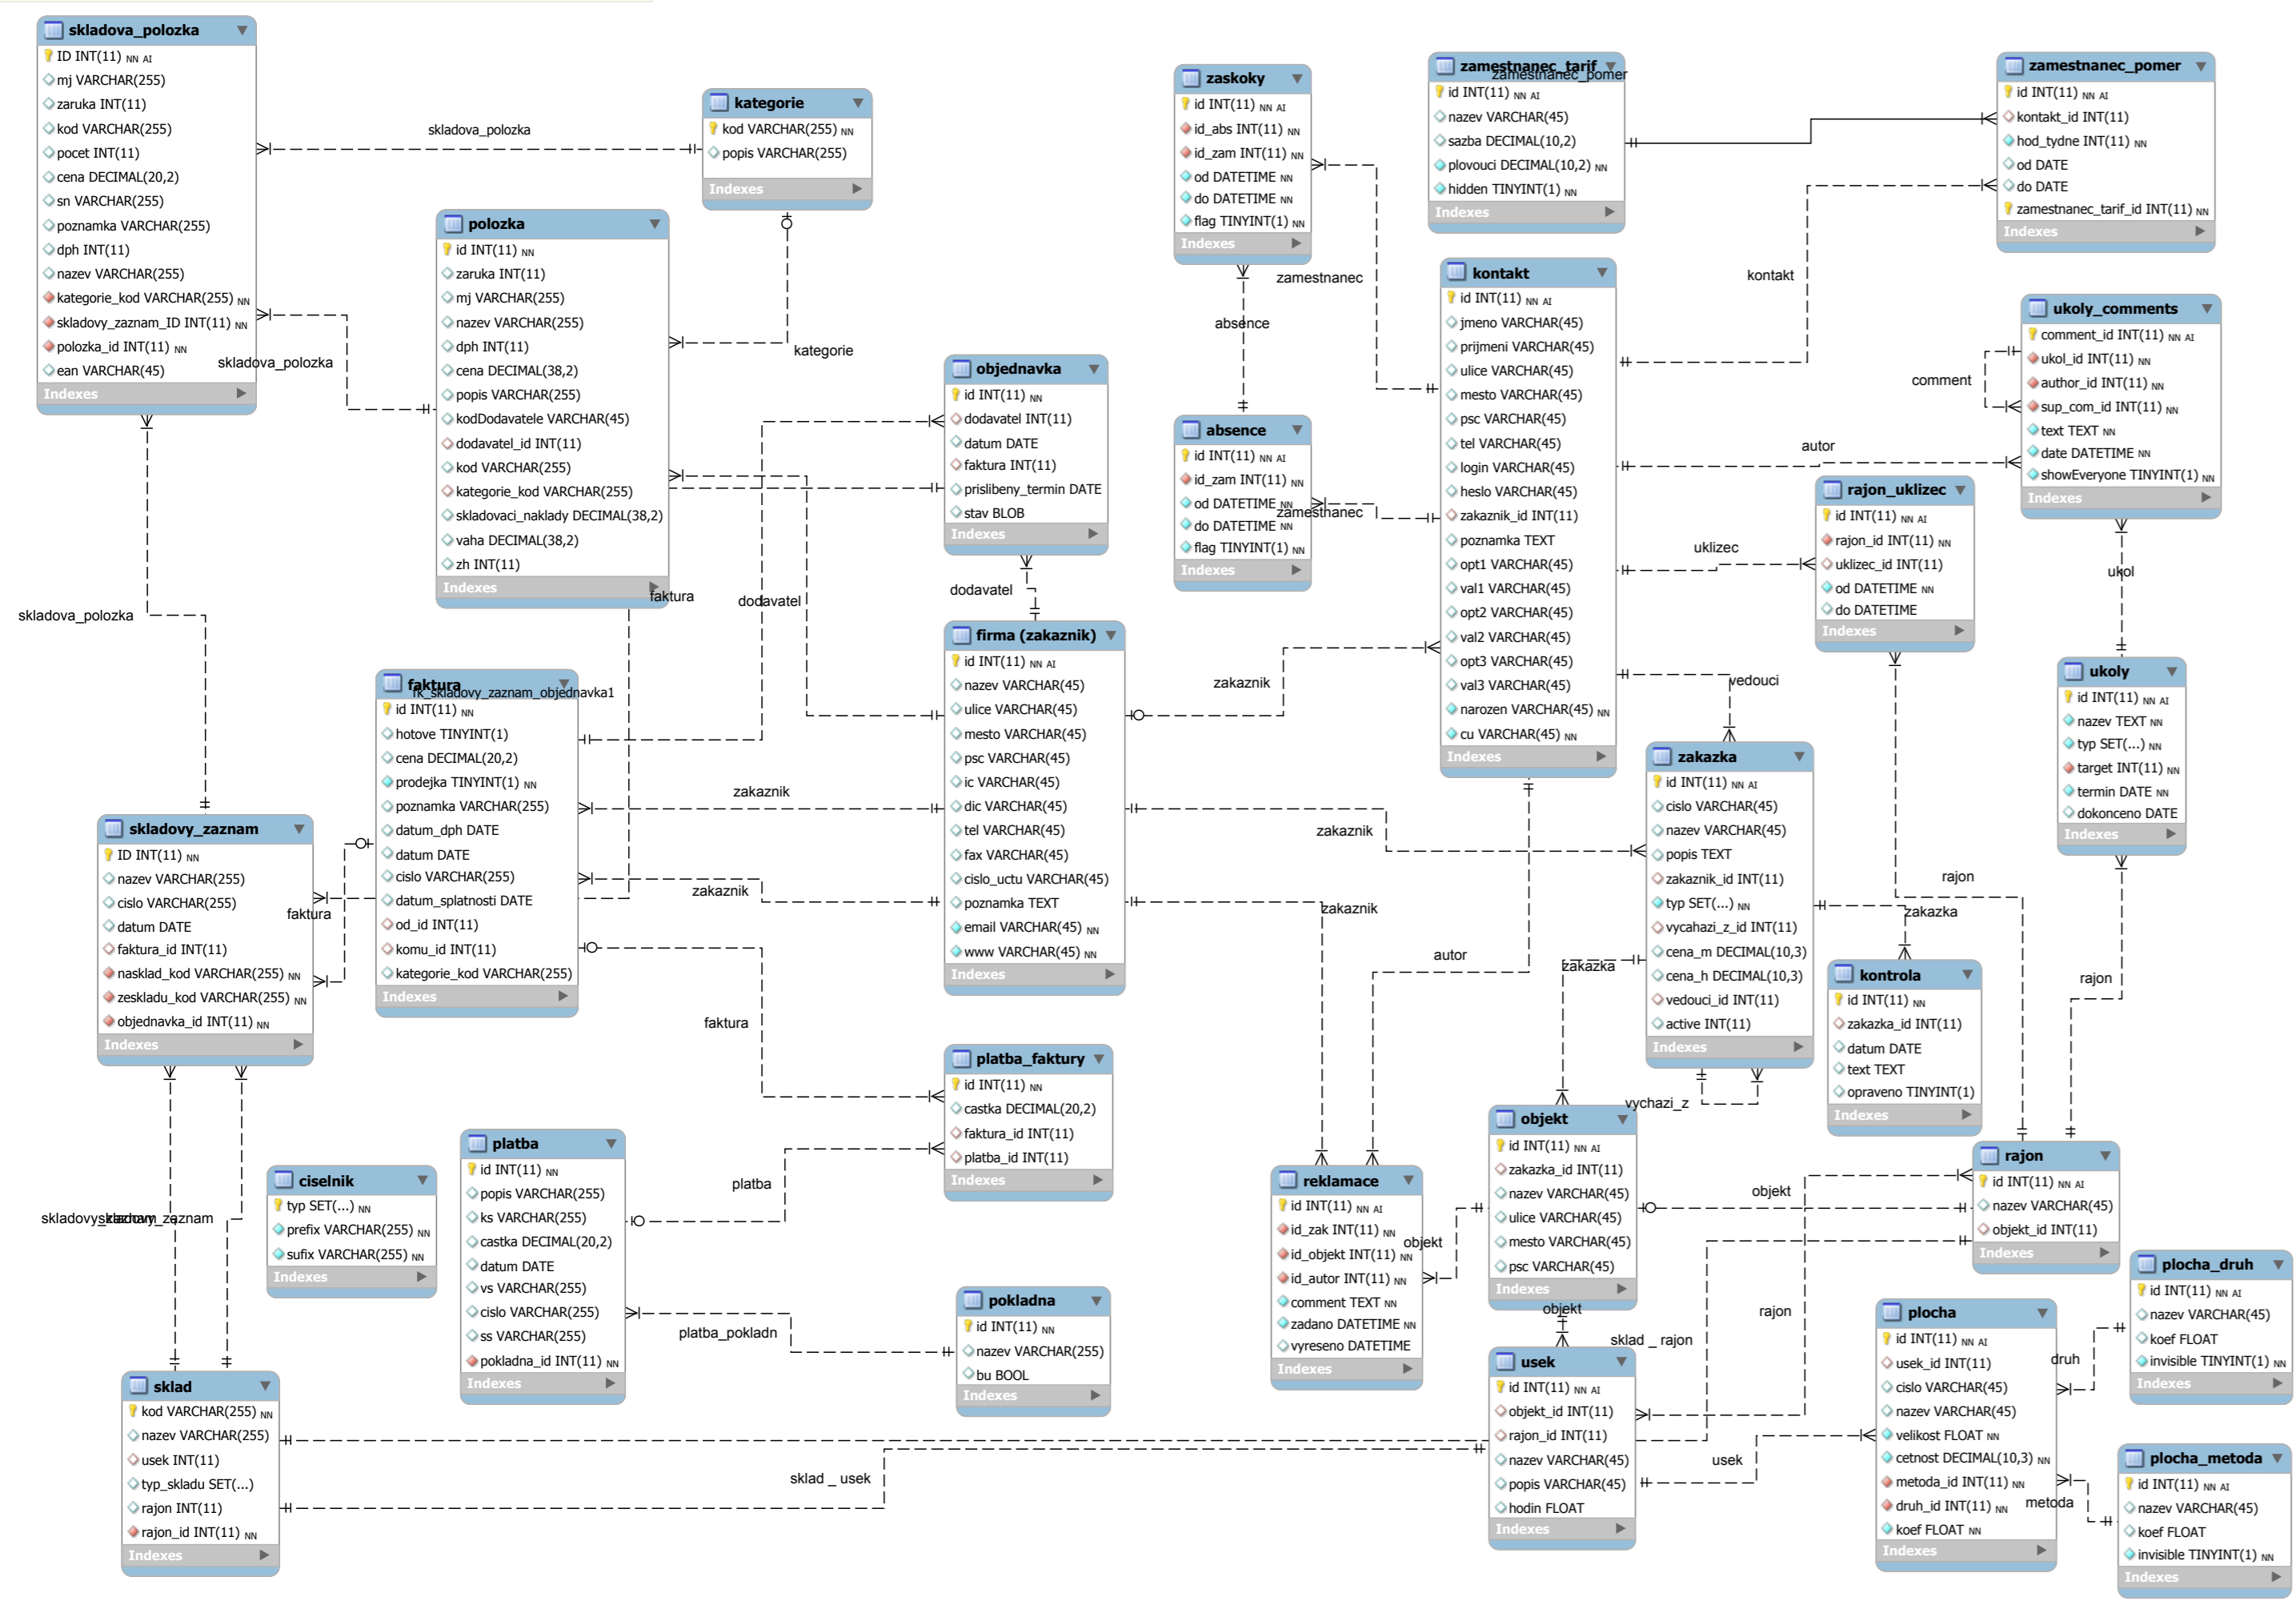 skladova_polozka
ID INT(11) NN AI
mj VARCHAR(255)
zaruka INT(11)
kod VARCHAR(255)
pocet INT(11)
cena DECIMAL(20,2)
sn VARCHAR(255)
poznamka VARCHAR(255)
dph INT(11)
nazev VARCHAR(255)
kategorie_kod VARCHAR(255) NN
skladovy_zaznam_ID INT(11) NN
polozka_id INT(11) NN
ean VARCHAR(45)
Indexes
skladova_polozka
kategorie
kod VARCHAR(255) NN
popis VARCHAR(255)
Indexes
kategorie
skladova_polozka
polozka
id INT(11) NN
zaruka INT(11)
mj VARCHAR(255)
nazev VARCHAR(255)
dph INT(11)
cena DECIMAL(38,2)
popis VARCHAR(255)
kodDodavatele VARCHAR(45)
dodavatel_id INT(11)
kod VARCHAR(255)
kategorie_kod VARCHAR(255)
skladovaci_naklady DECIMAL(38,2)
vaha DECIMAL(38,2)
zh INT(11)
Indexes
faktura
dodavatel
objednavka
id INT(11) NN
dodavatel INT(11)
datum DATE
faktura INT(11)
prislibeny_termin DATE
stav BLOB
Indexes
dodavatel
zaskoky
id INT(11) NN AI
id_abs INT(11) NN
id_zam INT(11) NN
od DATETIME NN
do DATETIME NN
flag TINYINT(1) NN
Indexes
zamestnanec
absence
absence
id INT(11) NN AI
id_zam INT(11) NN
od DATETIME NN
do DATETIME NN
flag TINYINT(1) NN
Indexes
zamestnanec
zamestnanec_tarif
zamestnanec_pomer
id INT(11) NN AI
nazev VARCHAR(45)
sazba DECIMAL(10,2)
plovouci DECIMAL(10,2) NN
hidden TINYINT(1) NN
Indexes
zamestnanec_pomer
id INT(11) NN AI
kontakt_id INT(11)
hod_tydne INT(11) NN
od DATE
do DATE
zamestnanec_tarif_id INT(11) NN
Indexes
kontakt
kontakt
id INT(11) NN AI
jmeno VARCHAR(45)
prijmeni VARCHAR(45)
ulice VARCHAR(45)
mesto VARCHAR(45)
psc VARCHAR(45)
tel VARCHAR(45)
login VARCHAR(45)
heslo VARCHAR(45)
zakaznik_id INT(11)
poznamka TEXT
opt1 VARCHAR(45)
val1 VARCHAR(45)
opt2 VARCHAR(45)
val2 VARCHAR(45)
opt3 VARCHAR(45)
val3 VARCHAR(45)
narozen VARCHAR(45) NN
cu VARCHAR(45) NN
Indexes
ukoly_comments
comment_id INT(11) NN AI
ukol_id INT(11) NN
author_id INT(11) NN
sup_com_id INT(11) NN
text TEXT NN
date DATETIME NN
showEveryone TINYINT(1) NN
Indexes
comment
autor
rajon_uklizec
id INT(11) NN AI
rajon_id INT(11) NN
uklizec_id INT(11)
od DATETIME NN
do DATETIME
Indexes
uklizec
ukol
ukoly
id INT(11) NN AI
nazev TEXT NN
typ SET(...) NN
target INT(11) NN
termin DATE NN
dokonceno DATE
Indexes
skladova_polozka
faktura
fk_skladovy_zaznam_objednavka1
id INT(11) NN
hotove TINYINT(1)
cena DECIMAL(20,2)
prodejka TINYINT(1) NN
poznamka VARCHAR(255)
datum_dph DATE
datum DATE
cislo VARCHAR(255)
datum_splatnosti DATE
od_id INT(11)
komu_id INT(11)
kategorie_kod VARCHAR(255)
Indexes
firma (zakaznik)
id INT(11) NN AI
nazev VARCHAR(45)
ulice VARCHAR(45)
mesto VARCHAR(45)
psc VARCHAR(45)
ic VARCHAR(45)
dic VARCHAR(45)
tel VARCHAR(45)
fax VARCHAR(45)
cislo_uctu VARCHAR(45)
poznamka TEXT
email VARCHAR(45) NN
www VARCHAR(45) NN
Indexes
zakaznik
zakaznik
zakaznik
zakaznik
zakaznik
vedouci
zakazka
id INT(11) NN AI
cislo VARCHAR(45)
nazev VARCHAR(45)
popis TEXT
zakaznik_id INT(11)
typ SET(...) NN
vycahazi_z_id INT(11)
cena_m DECIMAL(10,3)
cena_h DECIMAL(10,3)
vedouci_id INT(11)
active INT(11)
Indexes
zakazka
zakazka
vychazi_z
autor
rajon
rajon
kontrola
id INT(11) NN
zakazka_id INT(11)
datum DATE
text TEXT
opraveno TINYINT(1)
Indexes
skladovy_zaznam
ID INT(11) NN
nazev VARCHAR(255)
cislo VARCHAR(255)
datum DATE
faktura_id INT(11)
nasklad_kod VARCHAR(255) NN
zeskladu_kod VARCHAR(255) NN
objednavka_id INT(11) NN
Indexes
faktura
faktura
platba_faktury
id INT(11) NN
castka DECIMAL(20,2)
faktura_id INT(11)
platba_id INT(11)
Indexes
platba
platba
id INT(11) NN
popis VARCHAR(255)
ks VARCHAR(255)
castka DECIMAL(20,2)
datum DATE
vs VARCHAR(255)
cislo VARCHAR(255)
ss VARCHAR(255)
pokladna_id INT(11) NN
Indexes
platba_pokladn
pokladna
id INT(11) NN
nazev VARCHAR(255)
bu BOOL
Indexes
ciselnik
typ SET(...) NN
prefix VARCHAR(255) NN
sufix VARCHAR(255) NN
Indexes
skladovy_zaznam
skladovy_zaznam
sklad
kod VARCHAR(255) NN
nazev VARCHAR(255)
usek INT(11)
typ_skladu SET(...)
rajon INT(11)
rajon_id INT(11) NN
Indexes
sklad _ usek
sklad _ rajon
reklamace
id INT(11) NN AI
id_zak INT(11) NN
id_objekt INT(11) NN
id_autor INT(11) NN
comment TEXT NN
zadano DATETIME NN
vyreseno DATETIME
Indexes
objekt
objekt
id INT(11) NN AI
zakazka_id INT(11)
nazev VARCHAR(45)
ulice VARCHAR(45)
mesto VARCHAR(45)
psc VARCHAR(45)
Indexes
objekt
objekt
rajon
id INT(11) NN AI
nazev VARCHAR(45)
objekt_id INT(11)
Indexes
rajon
usek
id INT(11) NN AI
objekt_id INT(11)
rajon_id INT(11)
nazev VARCHAR(45)
popis VARCHAR(45)
hodin FLOAT
Indexes
usek
plocha
id INT(11) NN AI
usek_id INT(11)
cislo VARCHAR(45)
nazev VARCHAR(45)
velikost FLOAT NN
cetnost DECIMAL(10,3) NN
metoda_id INT(11) NN
druh_id INT(11) NN
koef FLOAT NN
Indexes
druh
metoda
plocha_druh
id INT(11) NN AI
nazev VARCHAR(45)
koef FLOAT
invisible TINYINT(1) NN
Indexes
plocha_metoda
id INT(11) NN AI
nazev VARCHAR(45)
koef FLOAT
invisible TINYINT(1) NN
Indexes